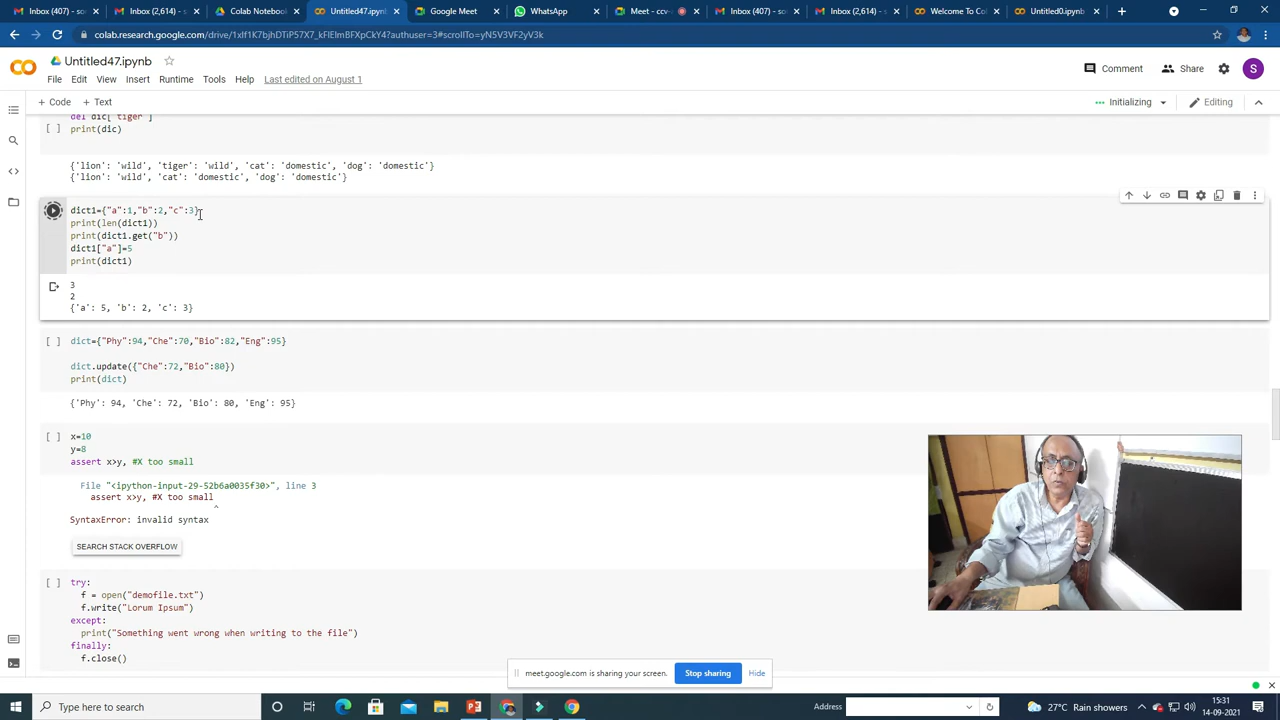 Inbox (407) - so
Inbox (2,614) - s
Colab Notebook
Untitled47.ipynb
Google Meet
WhatsApp
Meet - ccv
Inbox (407) - so
Inbox (2,614) - s
Welcome To Co
Untitled0.ipynb
colab.research.google.com/drive/1xIf1K7bjhDTiP57X7_kFIEImBFXpCkY4?authuser=3#scrollTo=yN5V3VF2yV3k
CO Untitled47.ipynb
File Edit View Insert Runtime Tools Help Last edited on August 1
Comment Share S
+ Code + Text
Initializing Editing
del dic["tiger"]
[ ] print(dic)
{'lion': 'wild', 'tiger': 'wild', 'cat': 'domestic', 'dog': 'domestic'}
{'lion': 'wild', 'cat': 'domestic', 'dog': 'domestic'}
dict1={"a":1,"b":2,"c":3}
print(len(dict1))
print(dict1.get("b"))
dict1["a"]=5
print(dict1)
3
2
{'a': 5, 'b': 2, 'c': 3}
[ ] dict={"Phy":94,"Che":70,"Bio":82,"Eng":95}
dict.update({"Che":72,"Bio":80})
print(dict)
{'Phy': 94, 'Che': 72, 'Bio': 80, 'Eng': 95}
[ ] x=10
y=8
assert x>y, #X too small
File "<ipython-input-29-52b6a0035f30>", line 3
assert x>y, #X too small
^
SyntaxError: invalid syntax
SEARCH STACK OVERFLOW
[ ] try:
f = open("demofile.txt")
f.write("Lorum Ipsum")
except:
print("Something went wrong when writing to the file")
finally:
f.close()
meet.google.com is sharing your screen. Stop sharing Hide
Type here to search
Address
27°C Rain showers
15:31
14-09-2021